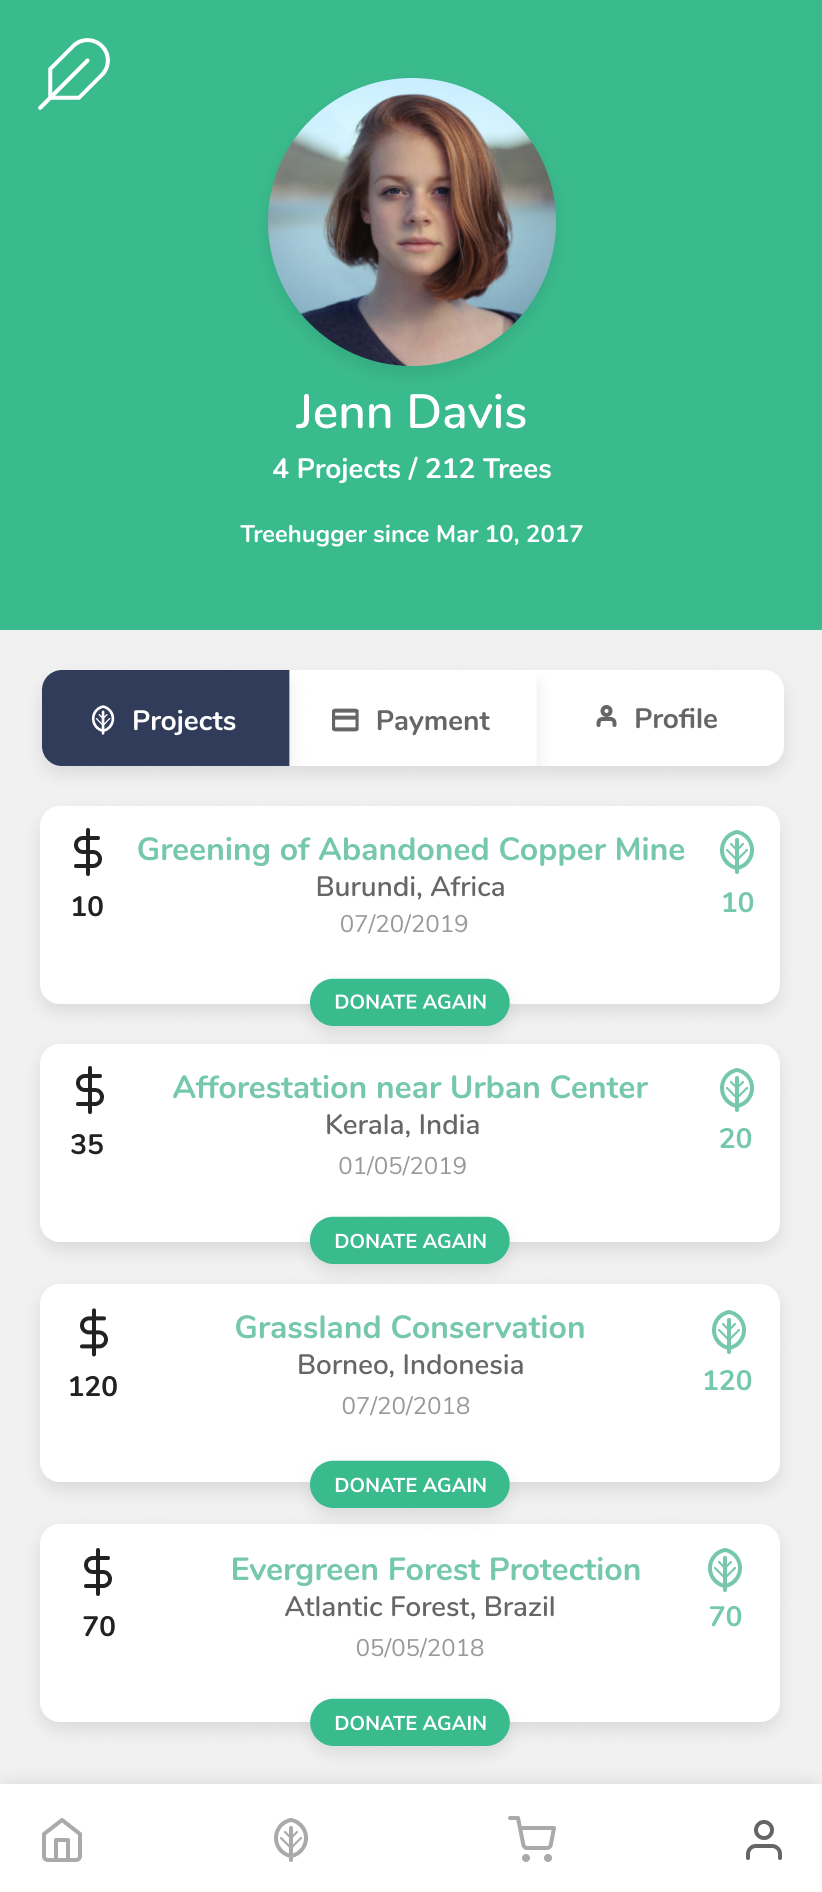 Jenn Davis
4 Projects / 212 Trees
Treehugger since Mar 10, 2017
Projects
Payment
Profile
Greening of Abandoned Copper Mine
Burundi, Africa
07/20/2019
10
10
DONATE AGAIN
Afforestation near Urban Center
Kerala, India
01/05/2019
35
20
DONATE AGAIN
Grassland Conservation
Borneo, Indonesia
07/20/2018
120
120
DONATE AGAIN
Evergreen Forest Protection
Atlantic Forest, Brazil
05/05/2018
70
70
DONATE AGAIN